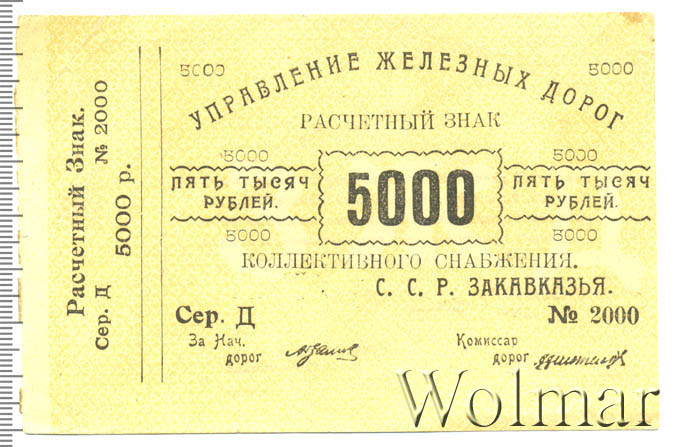 Расчетный Знак.
Сер. Д № 2000
5000 р.
5000 5000
УПРАВЛЕНИЕ ЖЕЛЕЗНЫХ ДОРОГ
РАСЧЕТНЫЙ ЗНАК
5000 5000
ПЯТЬ ТЫСЯЧ РУБЛЕЙ.
5000
ПЯТЬ ТЫСЯЧ РУБЛЕЙ.
5000 5000
КОЛЛЕКТИВНОГО СНАБЖЕНИЯ.
С. С. Р. ЗАКАВКАЗЬЯ.
Сер. Д № 2000
За Нач. дорог
Комиссар дорог
Wolmar